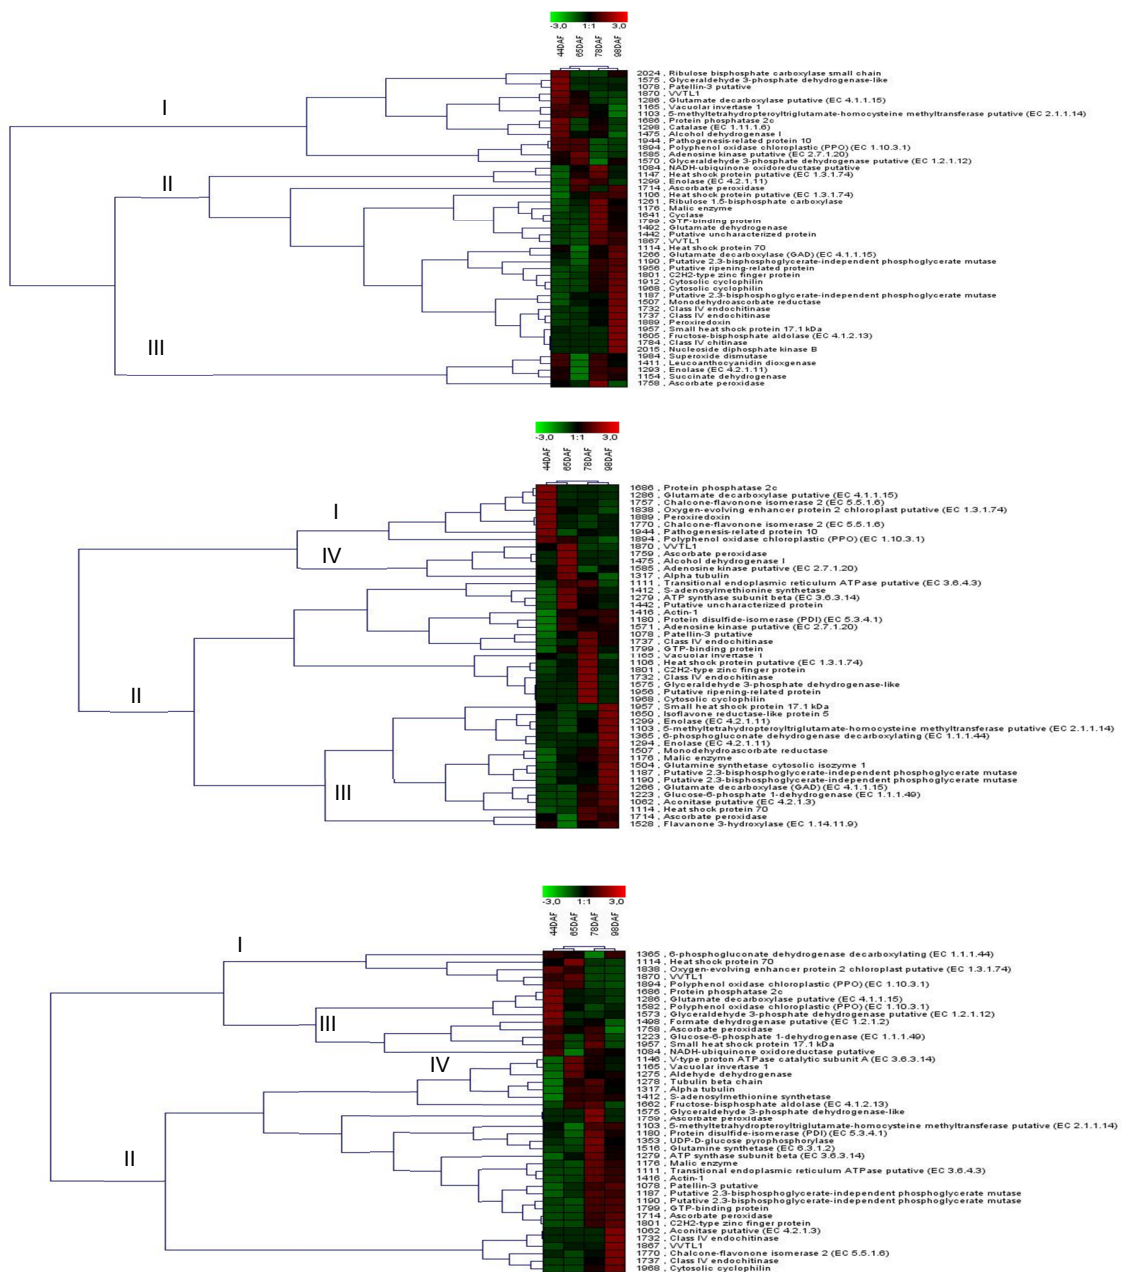 -3,0 1:1 3,0
44DAF 65DAF 78DAF 98DAF
2024 , Ribulose bisphosphate carboxylase small chain
1575 , Glyceraldehyde 3-phosphate dehydrogenase-like
1078 , Patellin-3 putative
1870 , VVTL1
1286 , Glutamate decarboxylase putative (EC 4.1.1.15)
1165 , Vacuolar invertase 1
1103 , 5-methyltetrahydropteroyltriglutamate-homocysteine methyltransferase putative (EC 2.1.1.14)
1686 , Protein phosphatase 2c
1298 , Catalase (EC 1.11.1.6)
1475 , Alcohol dehydrogenase I
1944 , Pathogenesis-related protein 10
1894 , Polyphenol oxidase chloroplastic (PPO) (EC 1.10.3.1)
1585 , Adenosine kinase putative (EC 2.7.1.20)
1570 , Glyceraldehyde 3-phosphate dehydrogenase putative (EC 1.2.1.12)
1084 , NADH-ubiquinone oxidoreductase putative
1147 , Heat shock protein putative (EC 1.3.1.74)
1299 , Enolase (EC 4.2.1.11)
1714 , Ascorbate peroxidase
1106 , Heat shock protein putative (EC 1.3.1.74)
1261 , Ribulose 1.5-bisphosphate carboxylase
1176 , Malic enzyme
1641 , Cyclase
1799 , GTP-binding protein
1492 , Glutamate dehydrogenase
1442 , Putative uncharacterized protein
1867 , VVTL1
1114 , Heat shock protein 70
1266 , Glutamate decarboxylase (GAD) (EC 4.1.1.15)
1190 , Putative 2.3-bisphosphoglycerate-independent phosphoglycerate mutase
1956 , Putative ripening-related protein
1801 , C2H2-type zinc finger protein
1912 , Cytosolic cyclophilin
1968 , Cytosolic cyclophilin
1187 , Putative 2.3-bisphosphoglycerate-independent phosphoglycerate mutase
1507 , Monodehydroascorbate reductase
1732 , Class IV endochitinase
1737 , Class IV endochitinase
1889 , Peroxiredoxin
1957 , Small heat shock protein 17.1 kDa
1605 , Fructose-bisphosphate aldolase (EC 4.1.2.13)
1784 , Class IV chitinase
2015 , Nucleoside diphosphate kinase B
1984 , Superoxide dismutase
1411 , Leucoanthocyanidin dioxgenase
1293 , Enolase (EC 4.2.1.11)
1154 , Succinate dehydrogenase
1758 , Ascorbate peroxidase
I
II
III
-3,0 1:1 3,0
44DAF 65DAF 78DAF 98DAF
1686 , Protein phosphatase 2c
1286 , Glutamate decarboxylase putative (EC 4.1.1.15)
1757 , Chalcone-flavonone isomerase 2 (EC 5.5.1.6)
1838 , Oxygen-evolving enhancer protein 2 chloroplast putative (EC 1.3.1.74)
1889 , Peroxiredoxin
1770 , Chalcone-flavonone isomerase 2 (EC 5.5.1.6)
1944 , Pathogenesis-related protein 10
1894 , Polyphenol oxidase chloroplastic (PPO) (EC 1.10.3.1)
1870 , VVTL1
1759 , Ascorbate peroxidase
1475 , Alcohol dehydrogenase I
1585 , Adenosine kinase putative (EC 2.7.1.20)
1317 , Alpha tubulin
1111 , Transitional endoplasmic reticulum ATPase putative (EC 3.6.4.3)
1412 , S-adenosylmethionine synthetase
1279 , ATP synthase subunit beta (EC 3.6.3.14)
1442 , Putative uncharacterized protein
1416 , Actin-1
1180 , Protein disulfide-isomerase (PDI) (EC 5.3.4.1)
1571 , Adenosine kinase putative (EC 2.7.1.20)
1078 , Patellin-3 putative
1737 , Class IV endochitinase
1799 , GTP-binding protein
1165 , Vacuolar invertase 1
1106 , Heat shock protein putative (EC 1.3.1.74)
1801 , C2H2-type zinc finger protein
1732 , Class IV endochitinase
1575 , Glyceraldehyde 3-phosphate dehydrogenase-like
1956 , Putative ripening-related protein
1968 , Cytosolic cyclophilin
1957 , Small heat shock protein 17.1 kDa
1650 , Isoflavone reductase-like protein 5
1299 , Enolase (EC 4.2.1.11)
1103 , 5-methyltetrahydropteroyltriglutamate-homocysteine methyltransferase putative (EC 2.1.1.14)
1365 , 6-phosphogluconate dehydrogenase decarboxylating (EC 1.1.1.44)
1294 , Enolase (EC 4.2.1.11)
1507 , Monodehydroascorbate reductase
1176 , Malic enzyme
1504 , Glutamine synthetase cytosolic isozyme 1
1187 , Putative 2.3-bisphosphoglycerate-independent phosphoglycerate mutase
1190 , Putative 2.3-bisphosphoglycerate-independent phosphoglycerate mutase
1266 , Glutamate decarboxylase (GAD) (EC 4.1.1.15)
1223 , Glucose-6-phosphate 1-dehydrogenase (EC 1.1.1.49)
1062 , Aconitase putative (EC 4.2.1.3)
1114 , Heat shock protein 70
1714 , Ascorbate peroxidase
1528 , Flavanone 3-hydroxylase (EC 1.14.11.9)
I
IV
II
III
-3,0 1:1 3,0
44DAF 65DAF 78DAF 98DAF
1365 , 6-phosphogluconate dehydrogenase decarboxylating (EC 1.1.1.44)
1114 , Heat shock protein 70
1838 , Oxygen-evolving enhancer protein 2 chloroplast putative (EC 1.3.1.74)
1870 , VVTL1
1894 , Polyphenol oxidase chloroplastic (PPO) (EC 1.10.3.1)
1686 , Protein phosphatase 2c
1286 , Glutamate decarboxylase putative (EC 4.1.1.15)
1582 , Polyphenol oxidase chloroplastic (PPO) (EC 1.10.3.1)
1573 , Glyceraldehyde 3-phosphate dehydrogenase putative (EC 1.2.1.12)
1498 , Formate dehydrogenase putative (EC 1.2.1.2)
1758 , Ascorbate peroxidase
1223 , Glucose-6-phosphate 1-dehydrogenase (EC 1.1.1.49)
1957 , Small heat shock protein 17.1 kDa
1084 , NADH-ubiquinone oxidoreductase putative
1146 , V-type proton ATPase catalytic subunit A (EC 3.6.3.14)
1165 , Vacuolar invertase 1
1275 , Aldehyde dehydrogenase
1278 , Tubulin beta chain
1317 , Alpha tubulin
1412 , S-adenosylmethionine synthetase
1662 , Fructose-bisphosphate aldolase (EC 4.1.2.13)
1575 , Glyceraldehyde 3-phosphate dehydrogenase-like
1759 , Ascorbate peroxidase
1103 , 5-methyltetrahydropteroyltriglutamate-homocysteine methyltransferase putative (EC 2.1.1.14)
1180 , Protein disulfide-isomerase (PDI) (EC 5.3.4.1)
1353 , UDP-D-glucose pyrophosphorylase
1516 , Glutamine synthetase (EC 6.3.1.2)
1279 , ATP synthase subunit beta (EC 3.6.3.14)
1176 , Malic enzyme
1111 , Transitional endoplasmic reticulum ATPase putative (EC 3.6.4.3)
1416 , Actin-1
1078 , Patellin-3 putative
1187 , Putative 2.3-bisphosphoglycerate-independent phosphoglycerate mutase
1190 , Putative 2.3-bisphosphoglycerate-independent phosphoglycerate mutase
1799 , GTP-binding protein
1714 , Ascorbate peroxidase
1801 , C2H2-type zinc finger protein
1062 , Aconitase putative (EC 4.2.1.3)
1732 , Class IV endochitinase
1867 , VVTL1
1770 , Chalcone-flavonone isomerase 2 (EC 5.5.1.6)
1737 , Class IV endochitinase
1968 , Cytosolic cyclophilin
I
III
IV
II